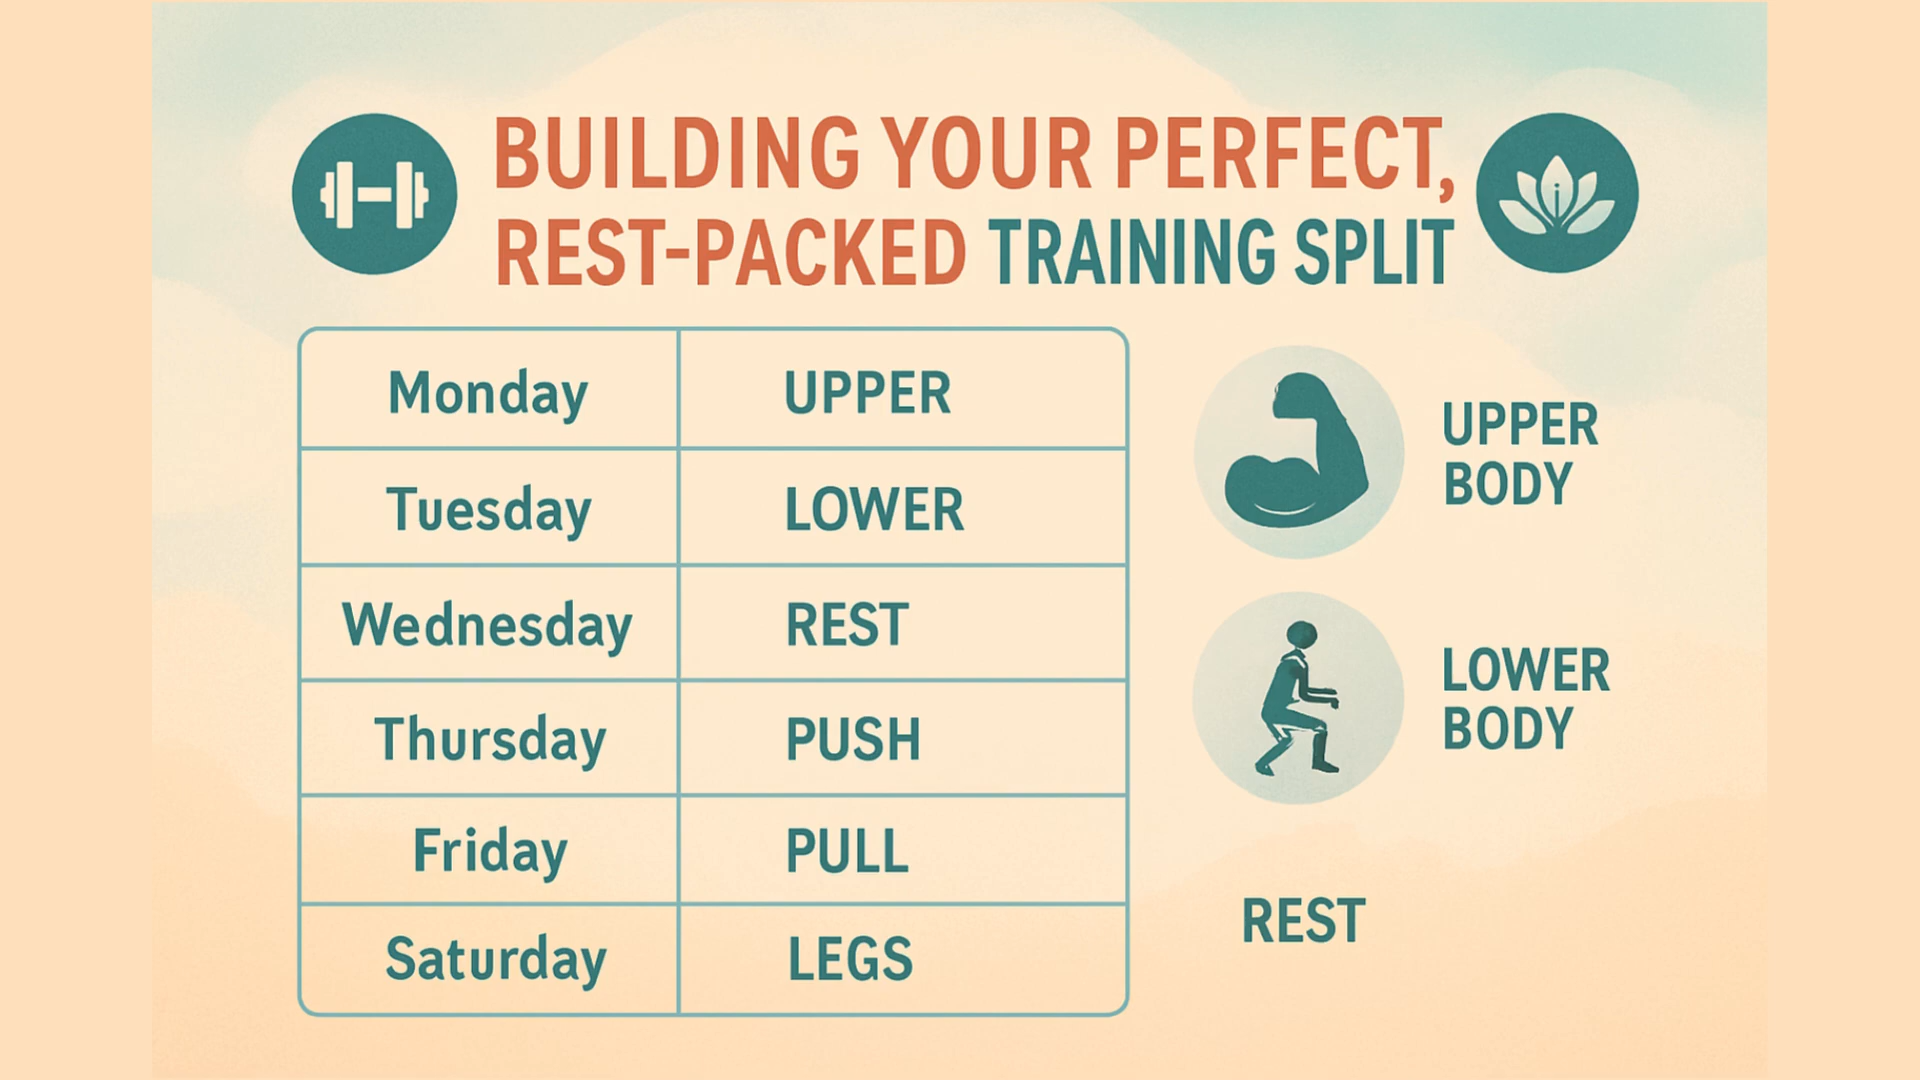 BUILDING YOUR PERFECT,
REST-PACKED TRAINING SPLIT
Monday UPPER
Tuesday LOWER
Wednesday REST
Thursday PUSH
Friday PULL
Saturday LEGS
UPPER
BODY
LOWER
BODY
REST